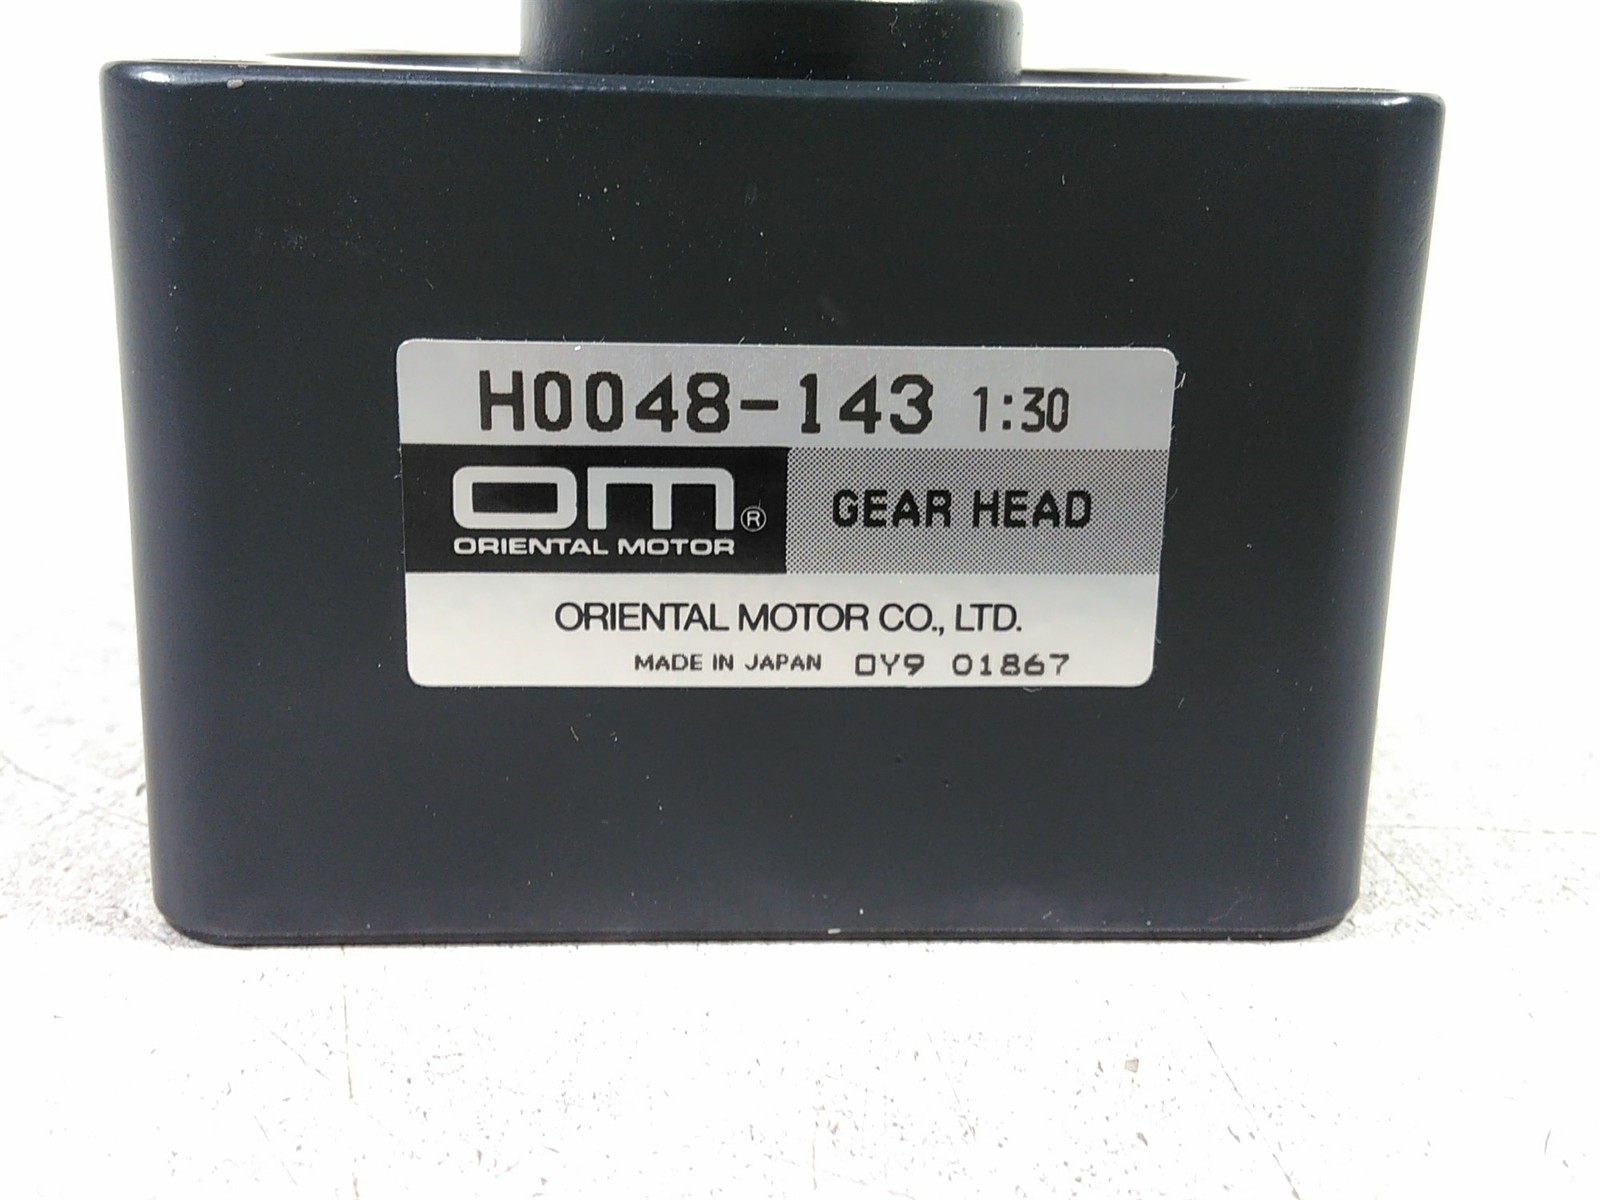 H0048-143 1:30
om® GEAR HEAD
ORIENTAL MOTOR
ORIENTAL MOTOR CO., LTD.
MADE IN JAPAN 0Y9 01867